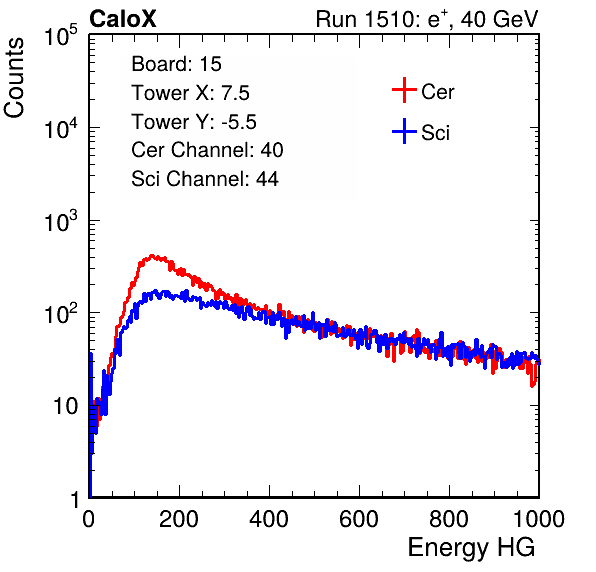 CaloX Run 1510: e⁺, 40 GeV
Counts
Board: 15
Tower X: 7.5
Tower Y: -5.5
Cer Channel: 40
Sci Channel: 44
Cer
Sci
10⁵
10⁴
10³
10²
10
1
0 200 400 600 800 1000
Energy HG